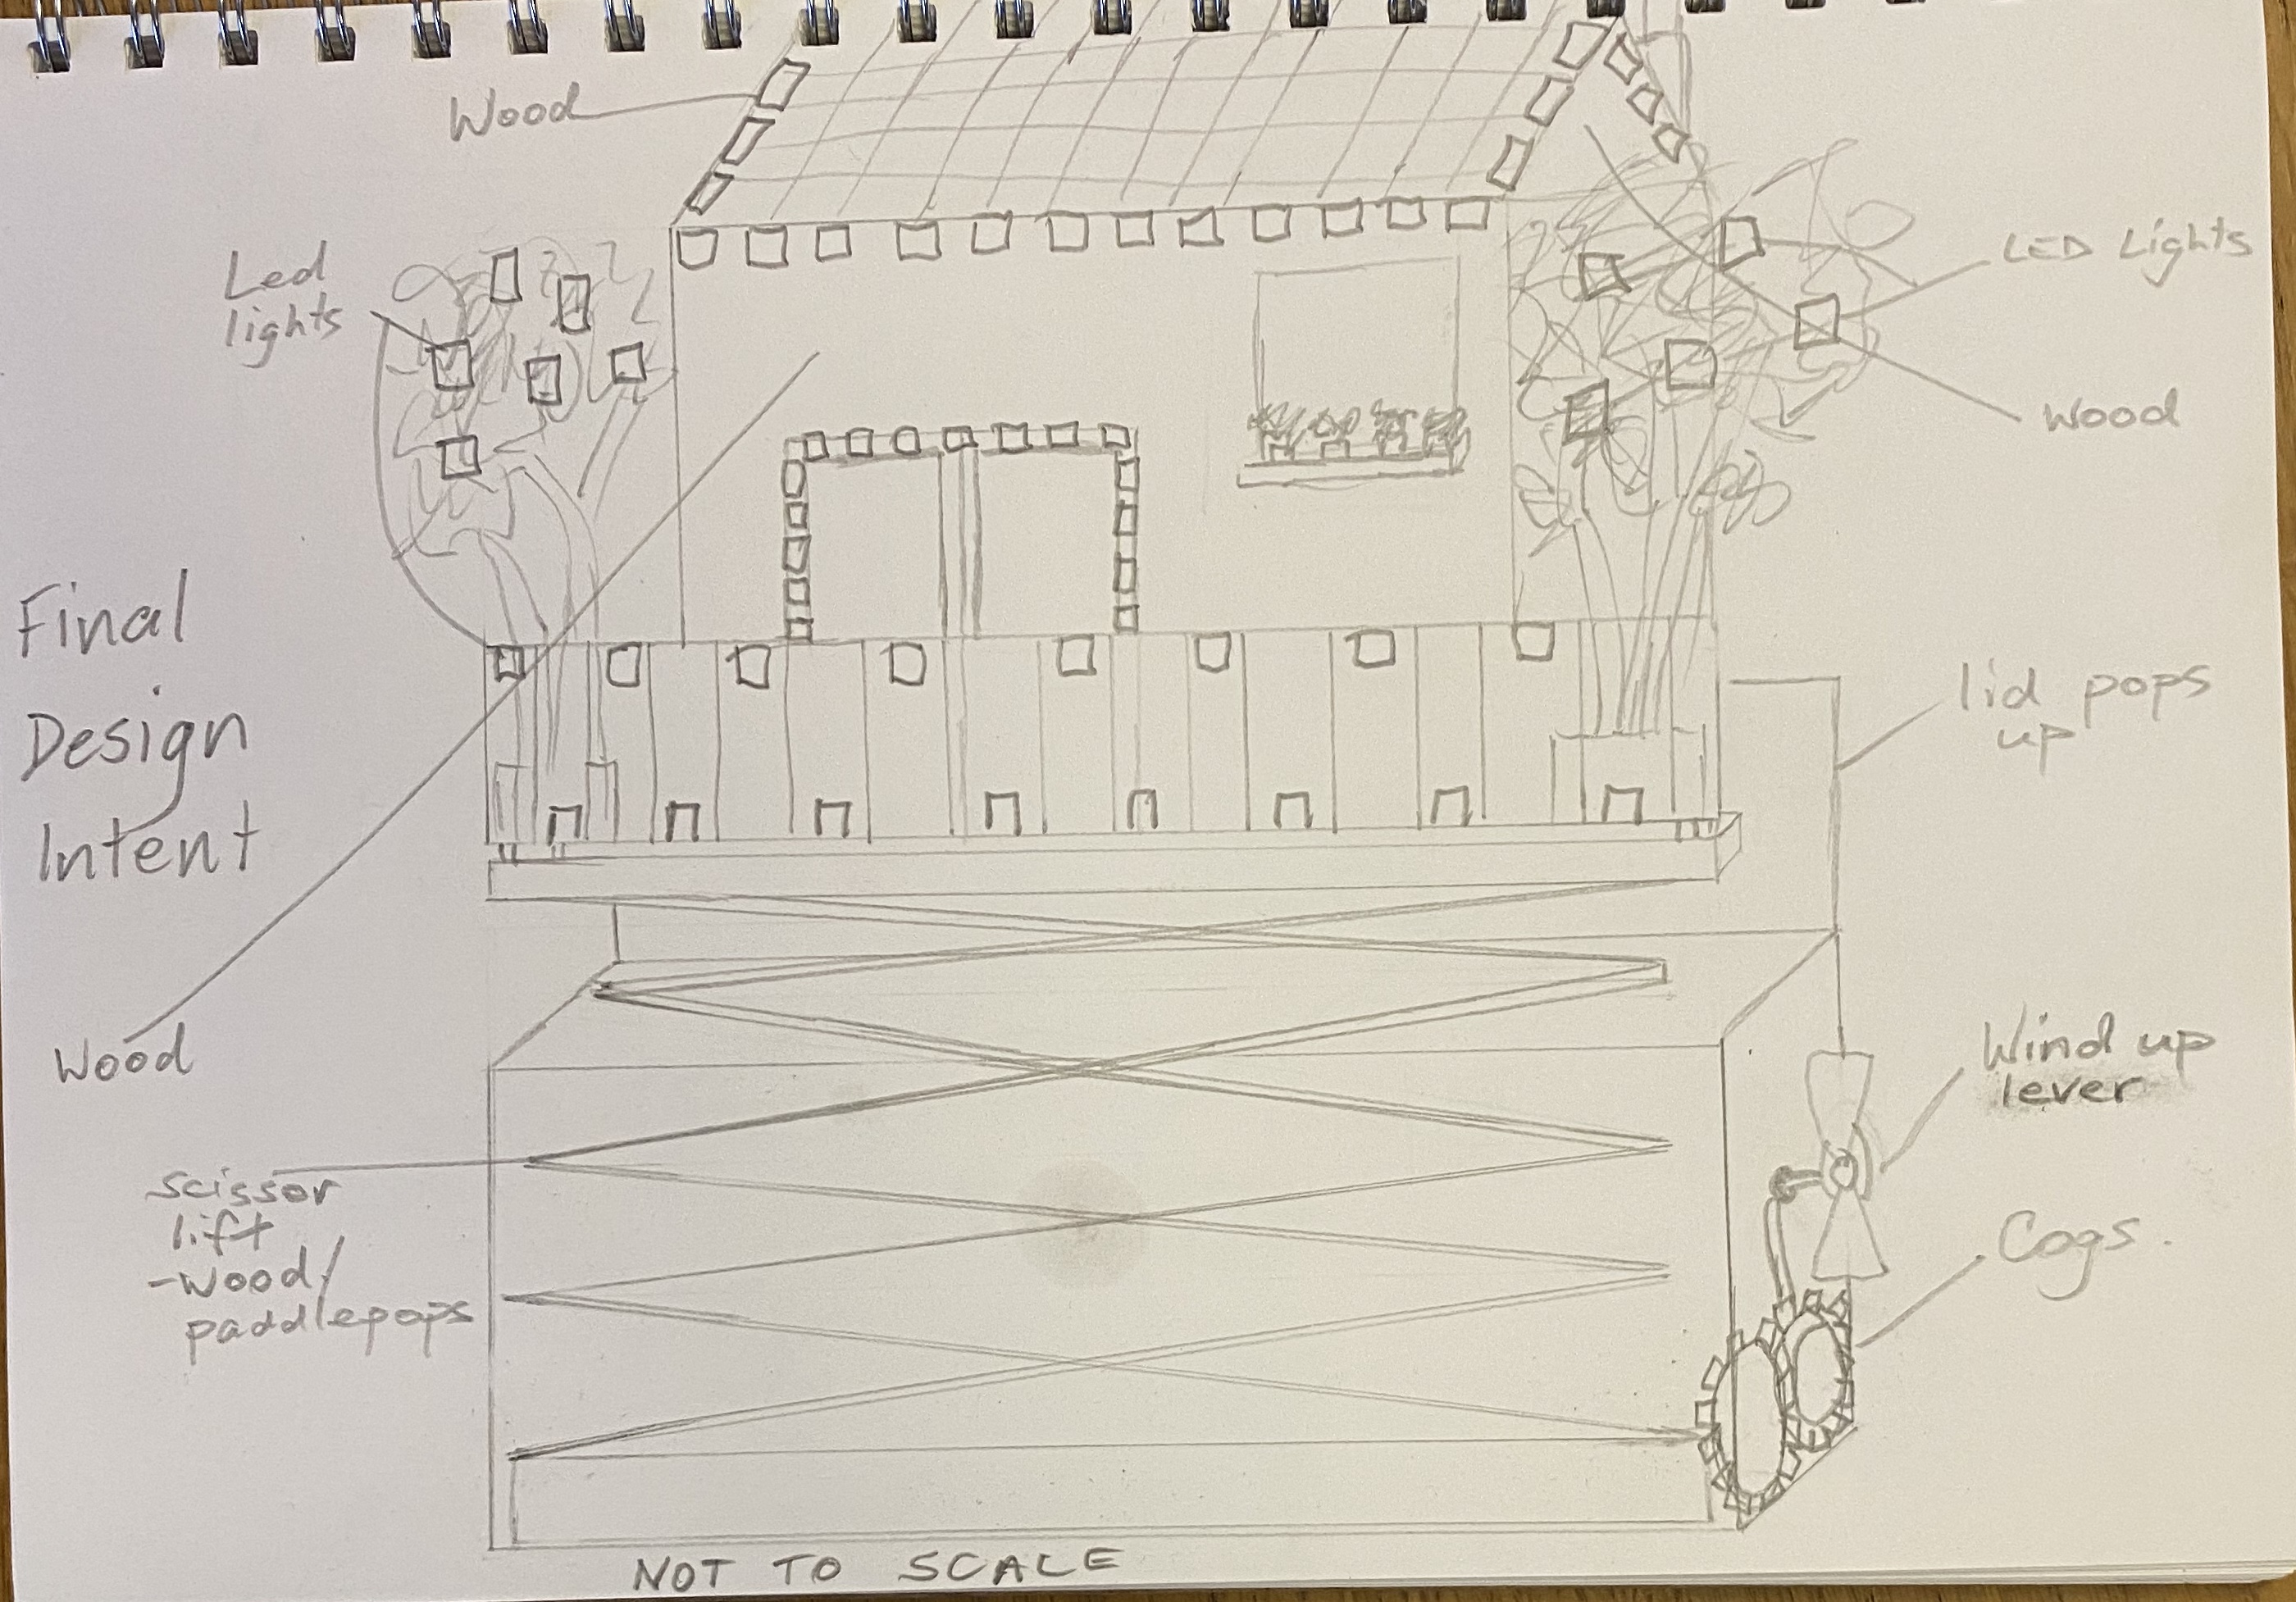 Wood
Led
lights
LED Lights
Wood
Final
Design
Intent
lid pops
up
Wood
Wind up
lever
scissor
lift
-wood/
paddlepops
Cogs.
NOT TO SCALE